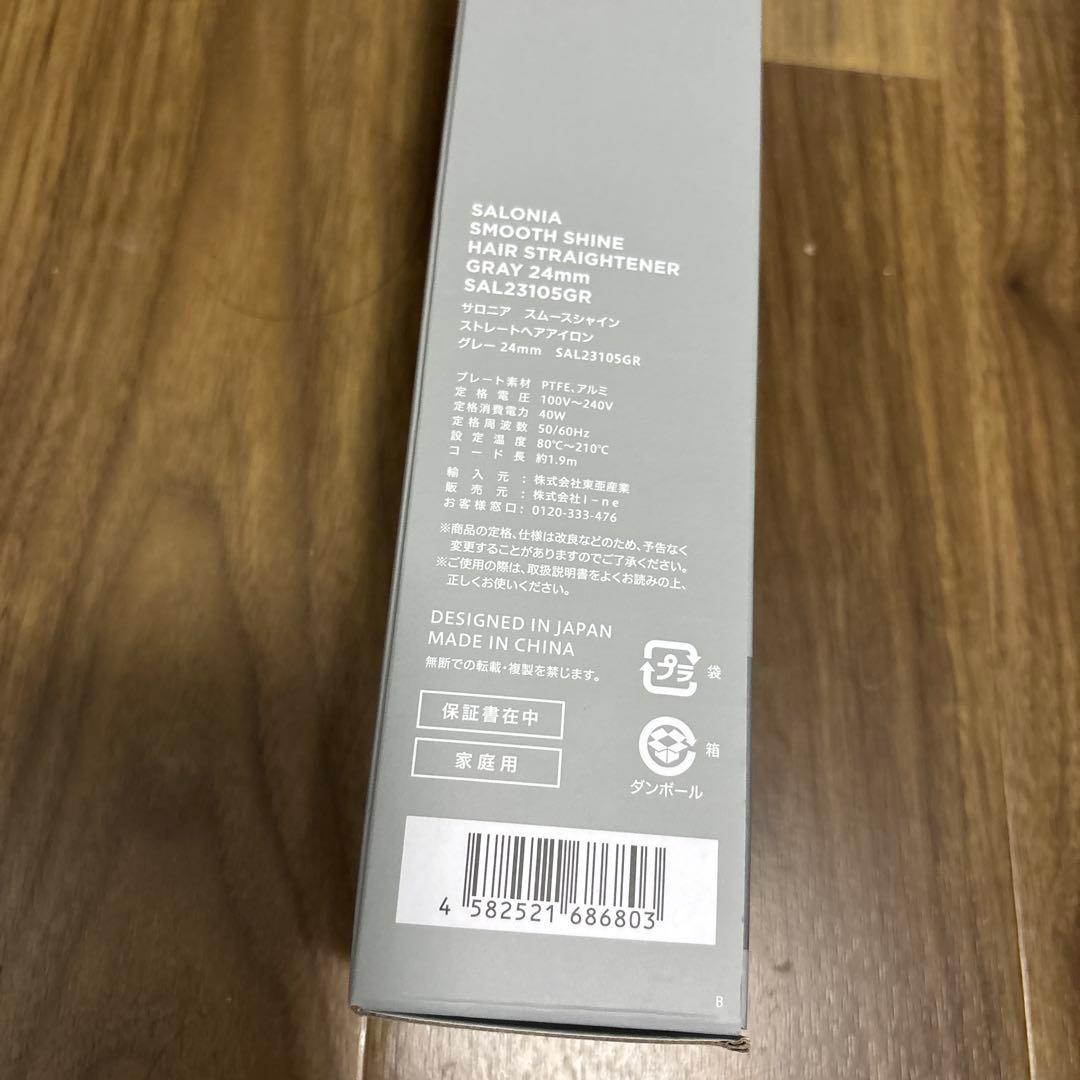 SALONIA
SMOOTH SHINE
HAIR STRAIGHTENER
GRAY 24mm
SAL23105GR
サロニア スムースシャイン
ストレートヘアアイロン
グレー 24mm SAL23105GR
プレート素材 PTFE、アルミ
定格電圧 100V〜240V
定格消費電力 40W
定格周波数 50/60Hz
設定温度 80℃〜210℃
コード長 約1.9m
輸入元：株式会社東亜産業
販売元：株式会社I-ne
お客様窓口：0120-333-476
※商品の定格、仕様は改良などのため、予告なく
変更することがありますのでご了承ください。
※ご使用の際は、取扱説明書をよくお読みの上、
正しくお使いください。
DESIGNED IN JAPAN
MADE IN CHINA
無断での転載・複製を禁じます。
プラ 袋
保証書在中
箱
家庭用
ダンボール
4 582521 686803
B